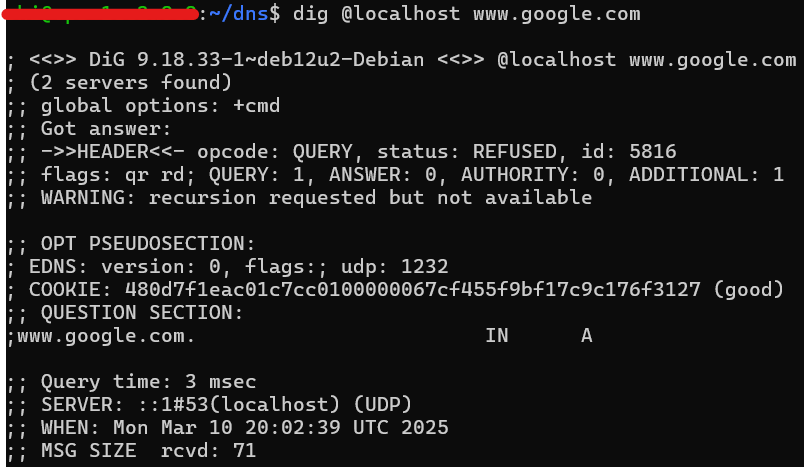 :~/dns$ dig @localhost www.google.com
; <<>> DiG 9.18.33-1~deb12u2-Debian <<>> @localhost www.google.com
; (2 servers found)
;; global options: +cmd
;; Got answer:
;; ->>HEADER<<- opcode: QUERY, status: REFUSED, id: 5816
;; flags: qr rd; QUERY: 1, ANSWER: 0, AUTHORITY: 0, ADDITIONAL: 1
;; WARNING: recursion requested but not available
;; OPT PSEUDOSECTION:
; EDNS: version: 0, flags:; udp: 1232
; COOKIE: 480d7f1eac01c7cc0100000067cf455f9bf17c9c176f3127 (good)
;; QUESTION SECTION:
;www.google.com. IN A
;; Query time: 3 msec
;; SERVER: ::1#53(localhost) (UDP)
;; WHEN: Mon Mar 10 20:02:39 UTC 2025
;; MSG SIZE rcvd: 71